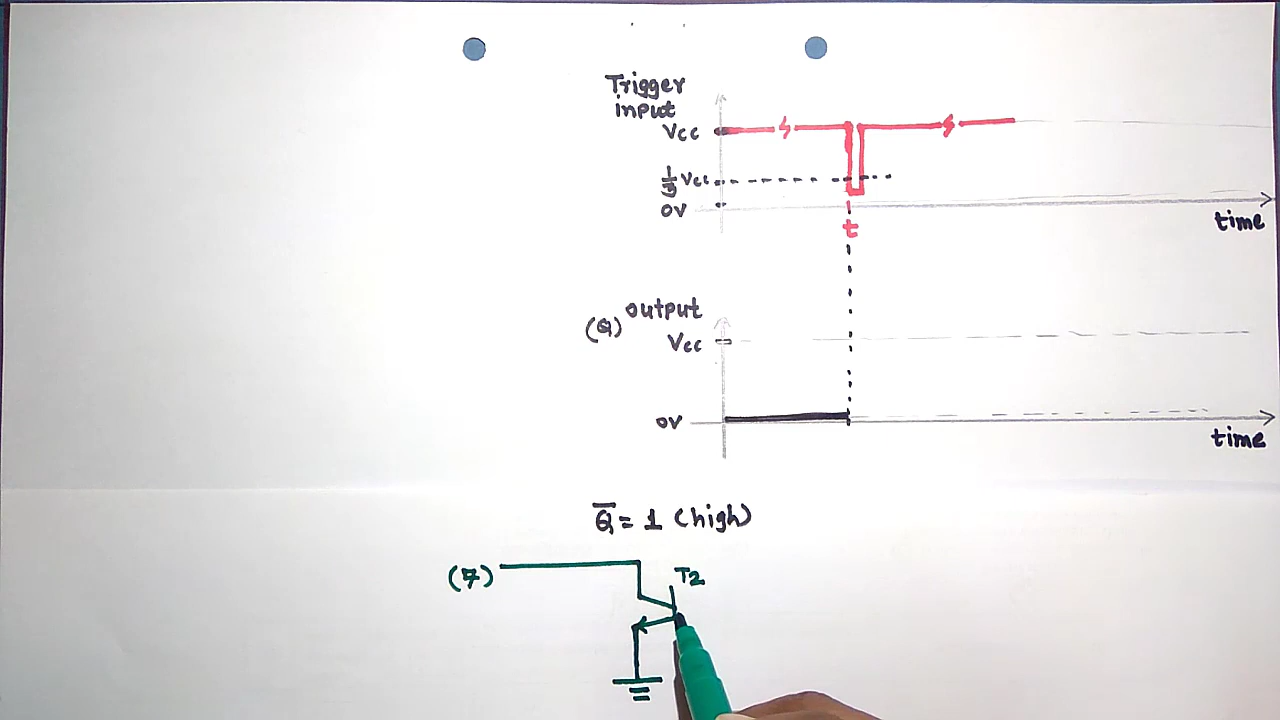 Trigger
input
Vcc
1/3 Vcc
0V
time
t
output
(Q)
Vcc
0V
time
Q̅ = 1 (high)
(7)
T2